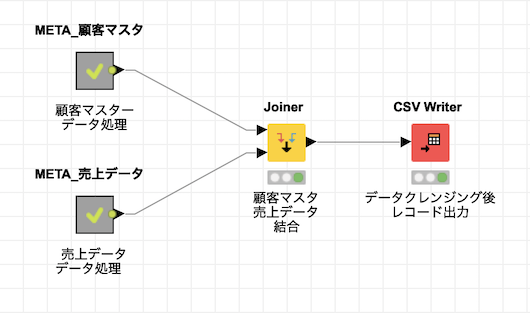 META_顧客マスタ
顧客マスター
データ処理
META_売上データ
売上データ
データ処理
Joiner
顧客マスタ
売上データ
結合
CSV Writer
データクレンジング後
レコード出力